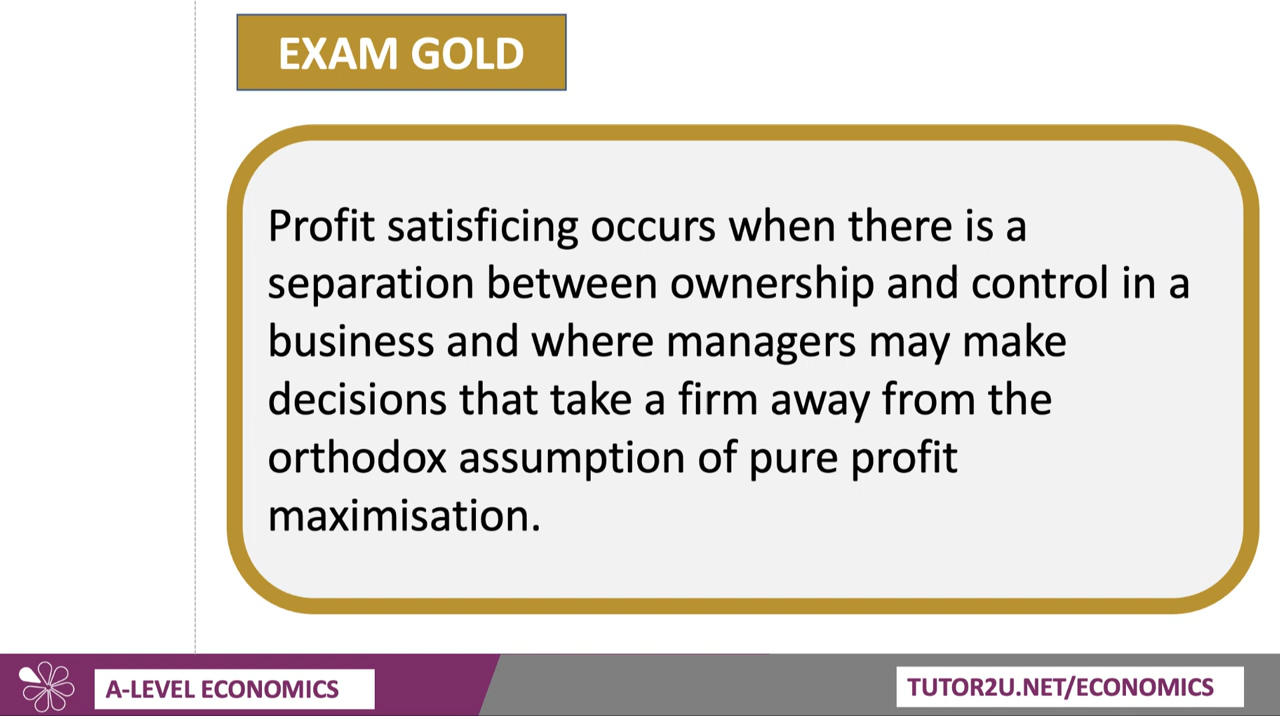 EXAM GOLD
Profit satisficing occurs when there is a
separation between ownership and control in a
business and where managers may make
decisions that take a firm away from the
orthodox assumption of pure profit
maximisation.
A-LEVEL ECONOMICS
TUTOR2U.NET/ECONOMICS